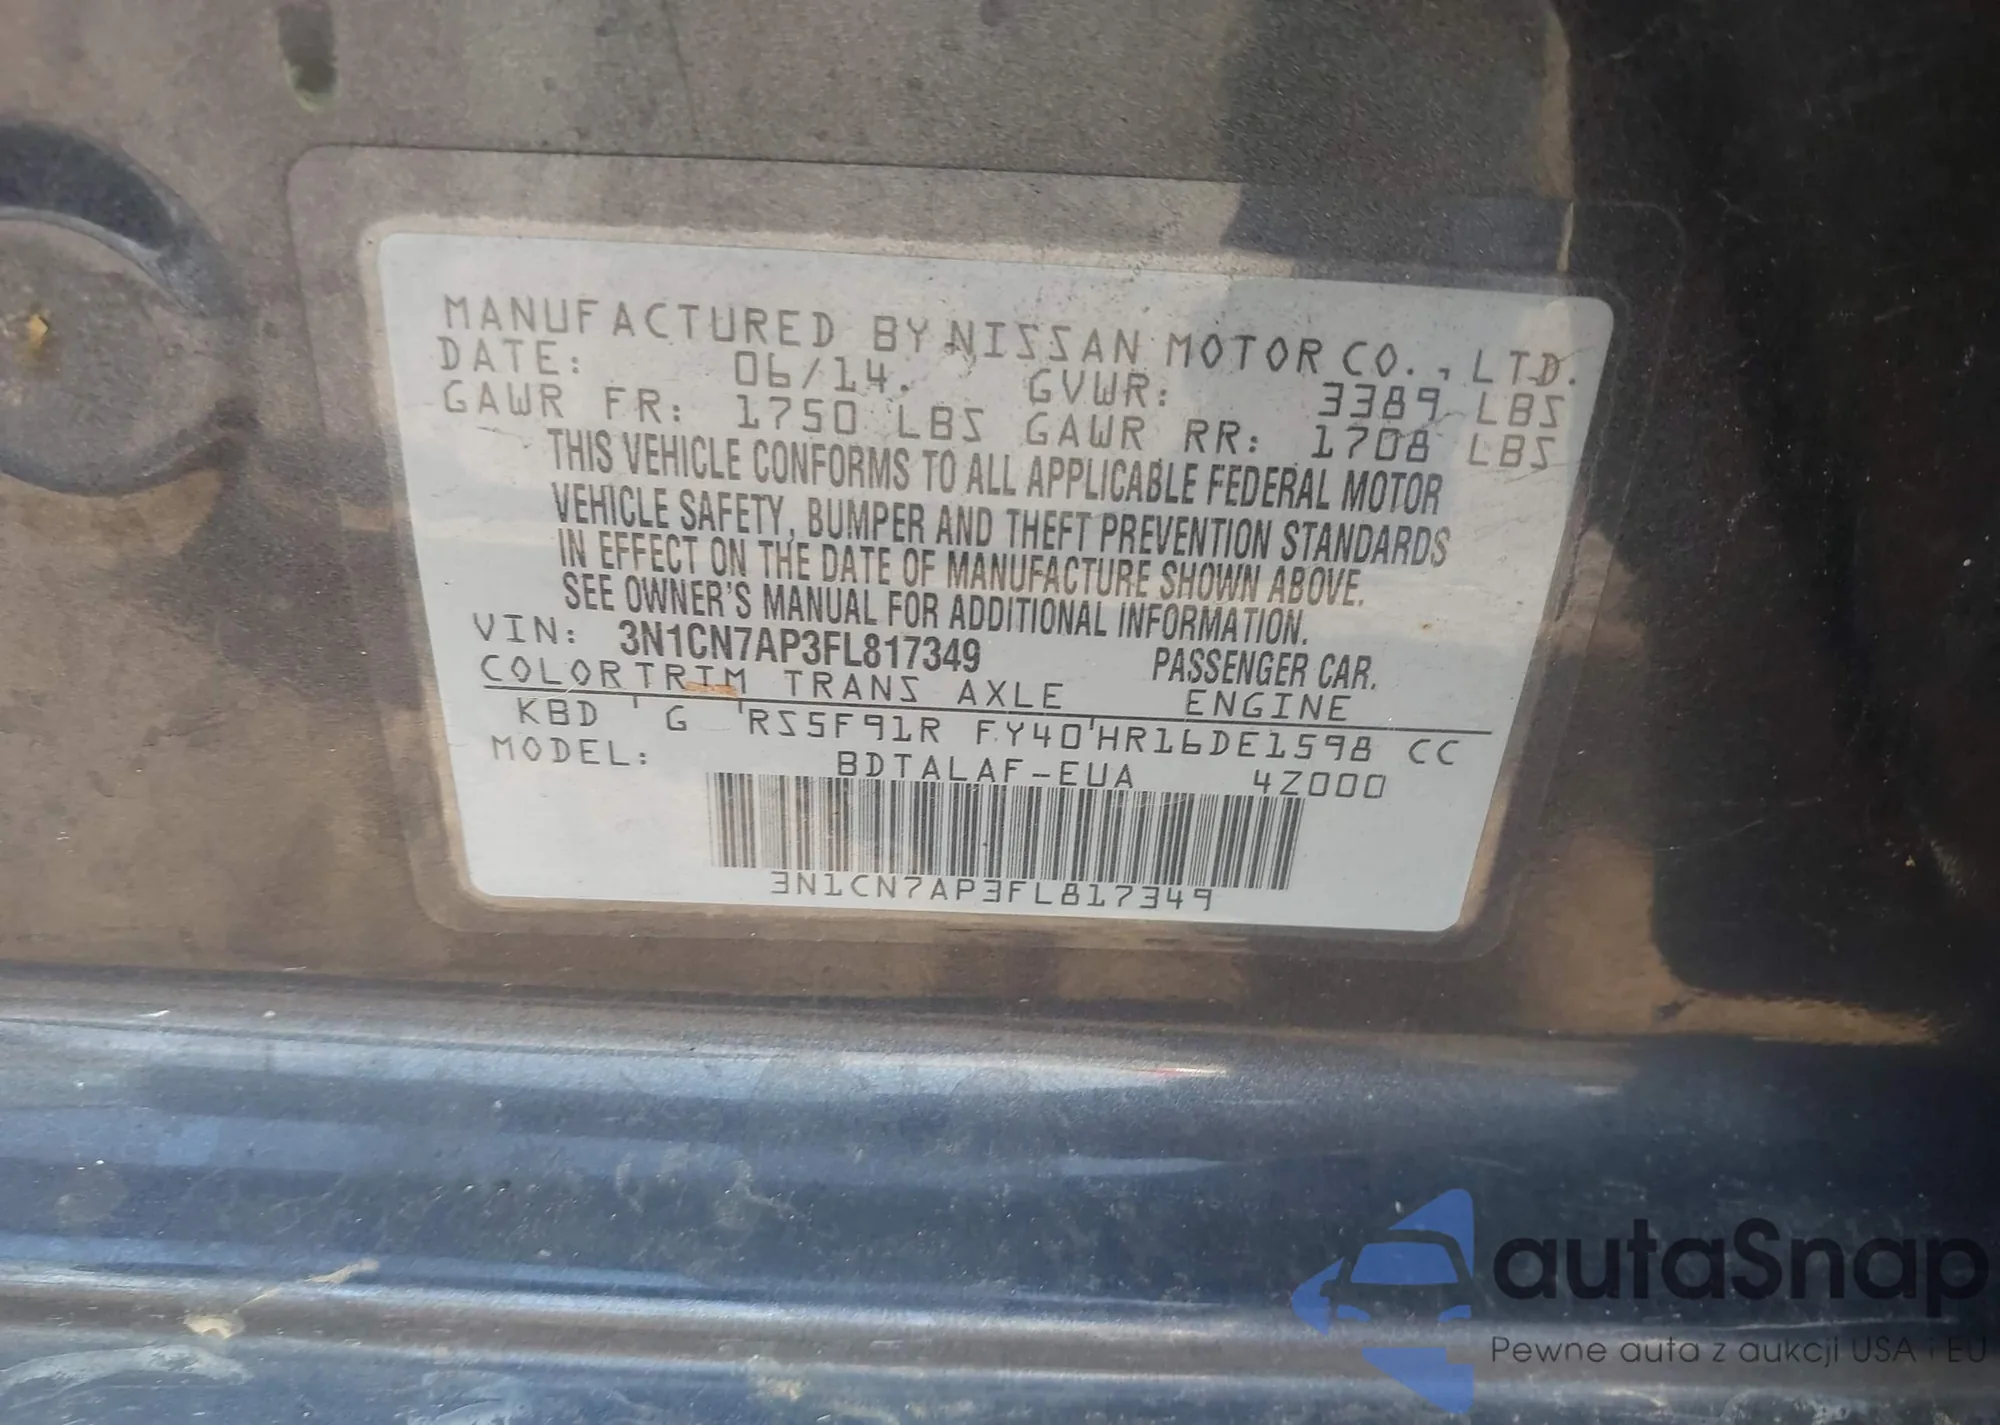 MANUFACTURED BY NISSAN MOTOR CO., LTD.
DATE: 06/14. GVWR: 3389 LBS
GAWR FR: 1750 LBS GAWR RR: 1708 LBS
THIS VEHICLE CONFORMS TO ALL APPLICABLE FEDERAL MOTOR
VEHICLE SAFETY, BUMPER AND THEFT PREVENTION STANDARDS
IN EFFECT ON THE DATE OF MANUFACTURE SHOWN ABOVE.
SEE OWNER'S MANUAL FOR ADDITIONAL INFORMATION.
VIN: 3N1CN7AP3FL817349 PASSENGER CAR.
COLOR TRIM TRANS AXLE ENGINE
KBD ' G ' RS5F91R FY40'HR16DE1598 CC
MODEL: BDTALAF-EUA 4Z000
3N1CN7AP3FL817349
autaSnap
Pewne auta z aukcji USA i EU